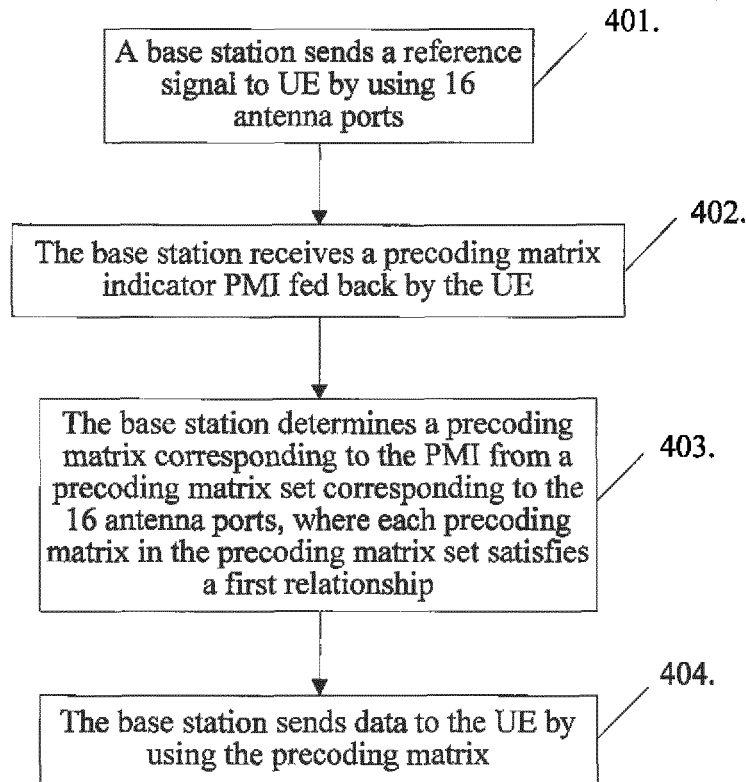 401.
A base station sends a reference
signal to UE by using 16
antenna ports
402.
The base station receives a precoding matrix
indicator PMI fed back by the UE
403.
The base station determines a precoding
matrix corresponding to the PMI from a
precoding matrix set corresponding to the
16 antenna ports, where each precoding
matrix in the precoding matrix set satisfies
a first relationship
404.
The base station sends data to the UE by
using the precoding matrix